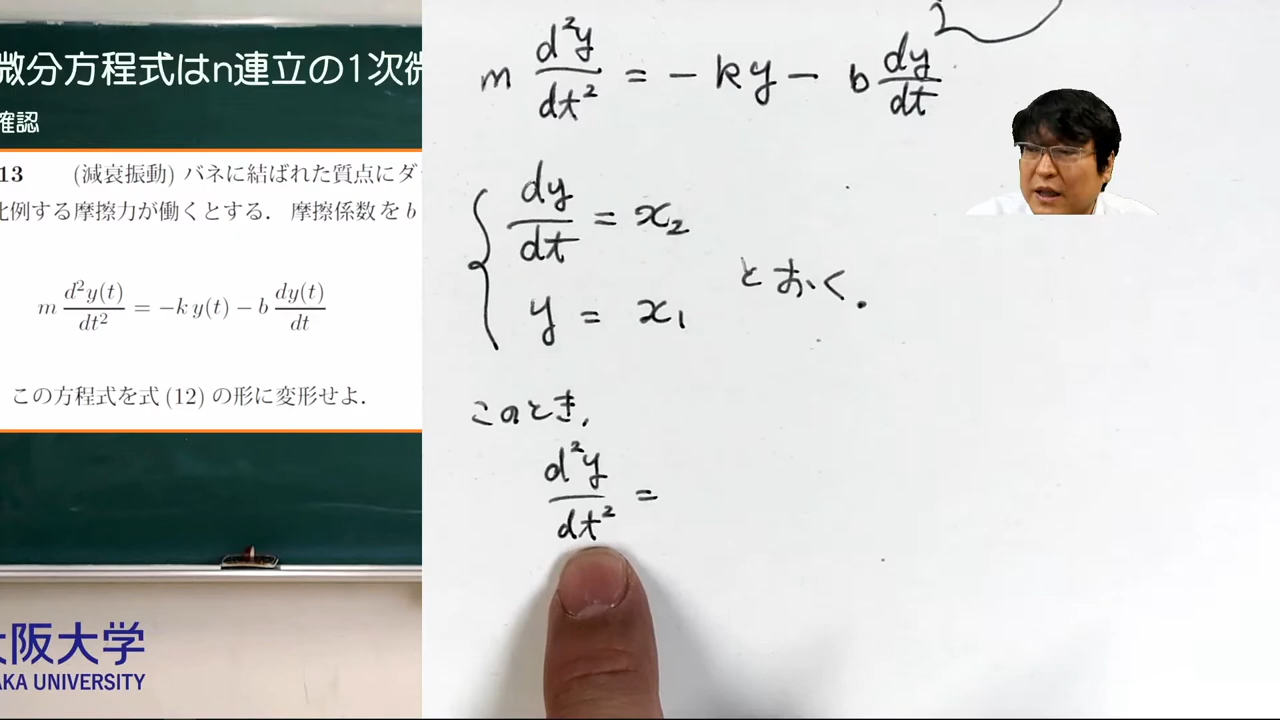 微分方程式はn連立の1次微
確認
13 (減衰振動) バネに結ばれた質点にダ
比例する摩擦力が働くとする. 摩擦係数を b
m d²y(t)/dt² = −k y(t) − b dy(t)/dt
この方程式を式 (12) の形に変形せよ.
大阪大学
AKA UNIVERSITY
m d²y/dt² = − ky − b dy/dt
dy/dt = x₂
y = x₁
とおく.
このとき,
d²y/dt² =